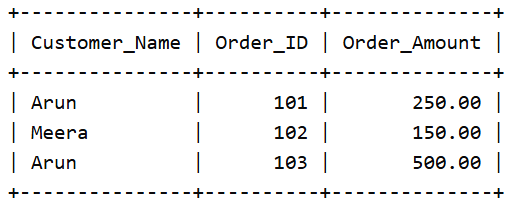 +---------------+----------+--------------+
| Customer_Name | Order_ID | Order_Amount |
+---------------+----------+--------------+
| Arun          |      101 |       250.00 |
| Meera         |      102 |       150.00 |
| Arun          |      103 |       500.00 |
+---------------+----------+--------------+